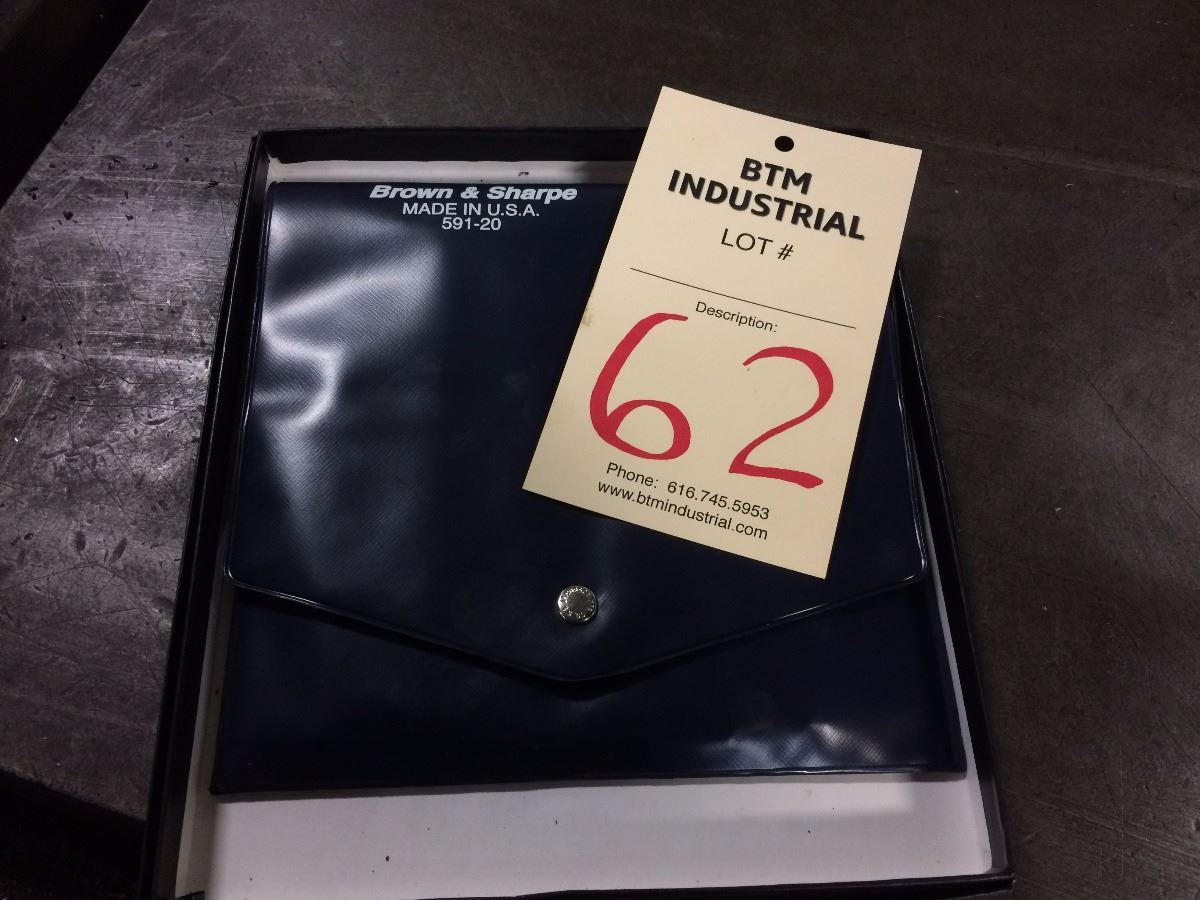 Brown & Sharpe
MADE IN U.S.A.
591-20
BTM
INDUSTRIAL
LOT #
Description:
62
Phone: 616.745.5953
www.btmindustrial.com